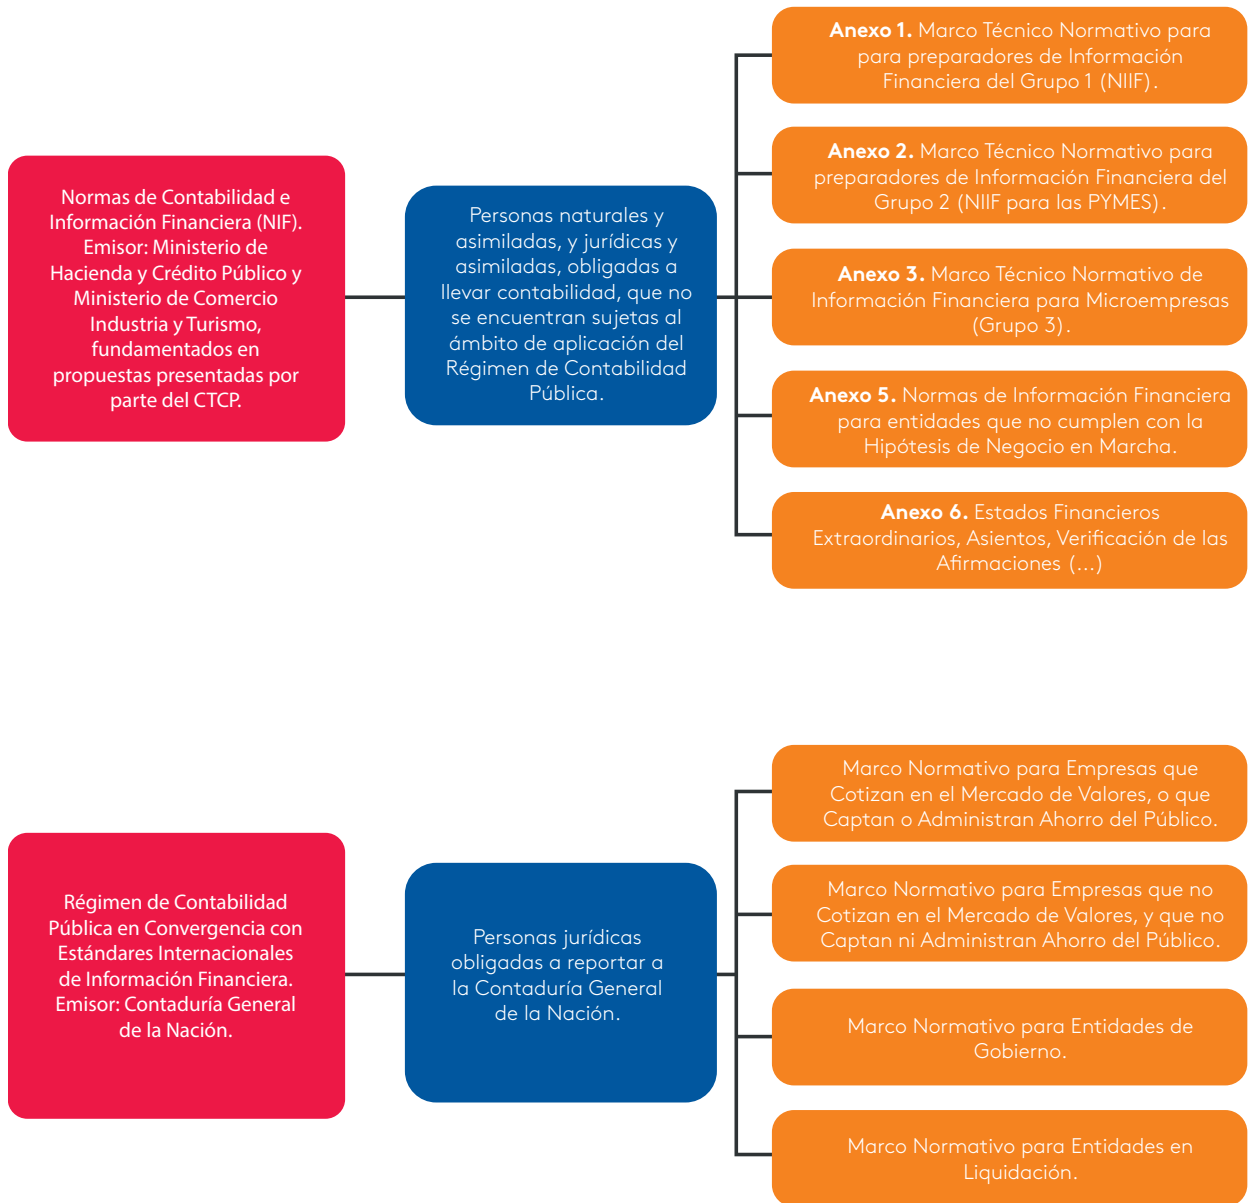 Normas de Contabilidad e
Información Financiera (NIF).
Emisor: Ministerio de
Hacienda y Crédito Público y
Ministerio de Comercio
Industria y Turismo,
fundamentados en
propuestas presentadas por
parte del CTCP.
Personas naturales y
asimiladas, y jurídicas y
asimiladas, obligadas a
llevar contabilidad, que no
se encuentran sujetas al
ámbito de aplicación del
Régimen de Contabilidad
Pública.
Anexo 1. Marco Técnico Normativo para
para preparadores de Información
Financiera del Grupo 1 (NIIF).
Anexo 2. Marco Técnico Normativo para
preparadores de Información Financiera del
Grupo 2 (NIIF para las PYMES).
Anexo 3. Marco Técnico Normativo de
Información Financiera para Microempresas
(Grupo 3).
Anexo 5. Normas de Información Financiera
para entidades que no cumplen con la
Hipótesis de Negocio en Marcha.
Anexo 6. Estados Financieros
Extraordinarios, Asientos, Verificación de las
Afirmaciones (...)
Régimen de Contabilidad
Pública en Convergencia con
Estándares Internacionales
de Información Financiera.
Emisor: Contaduría General
de la Nación.
Personas jurídicas
obligadas a reportar a
la Contaduría General
de la Nación.
Marco Normativo para Empresas que
Cotizan en el Mercado de Valores, o que
Captan o Administran Ahorro del Público.
Marco Normativo para Empresas que no
Cotizan en el Mercado de Valores, y que no
Captan ni Administran Ahorro del Público.
Marco Normativo para Entidades de
Gobierno.
Marco Normativo para Entidades en
Liquidación.